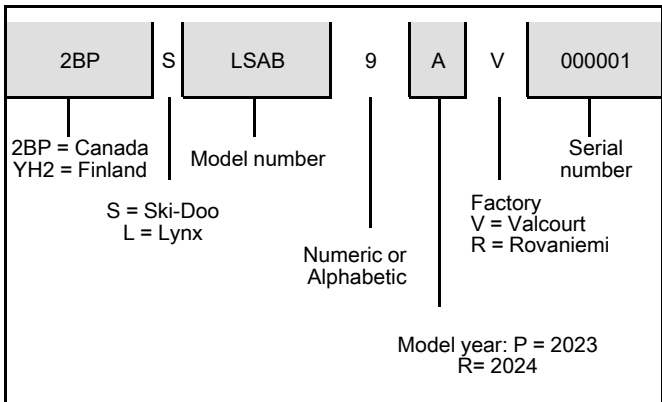 2BP S LSAB 9 A V 000001
2BP = Canada
YH2 = Finland
Model number
Serial
number
S = Ski-Doo
L = Lynx
Factory
V = Valcourt
R = Rovaniemi
Numeric or
Alphabetic
Model year: P = 2023
R= 2024